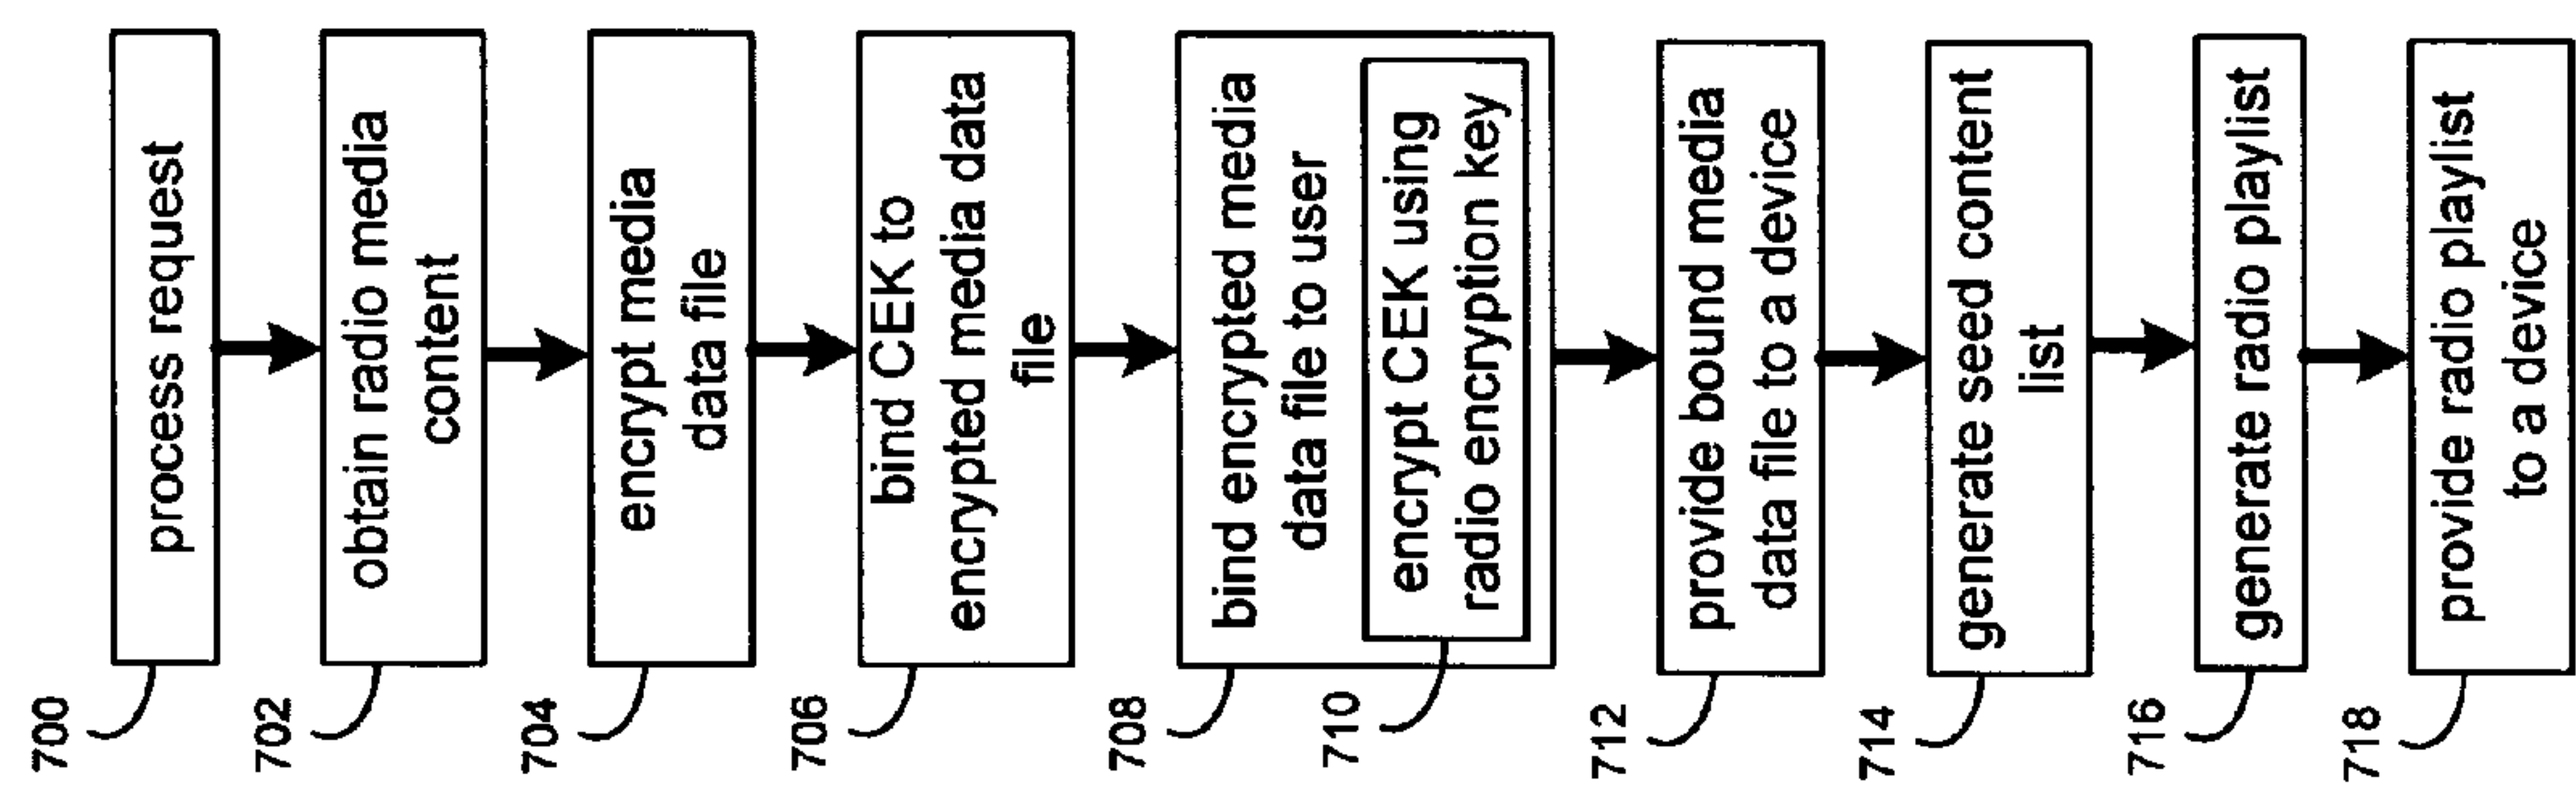 700
process request
702
obtain radio media
content
704
encrypt media
data file
706
bind CEK to
encrypted media data
file
708
bind encrypted media
data file to user
710
encrypt CEK using
radio encryption key
712
provide bound media
data file to a device
714
generate seed content
list
716
generate radio playlist
718
provide radio playlist
to a device